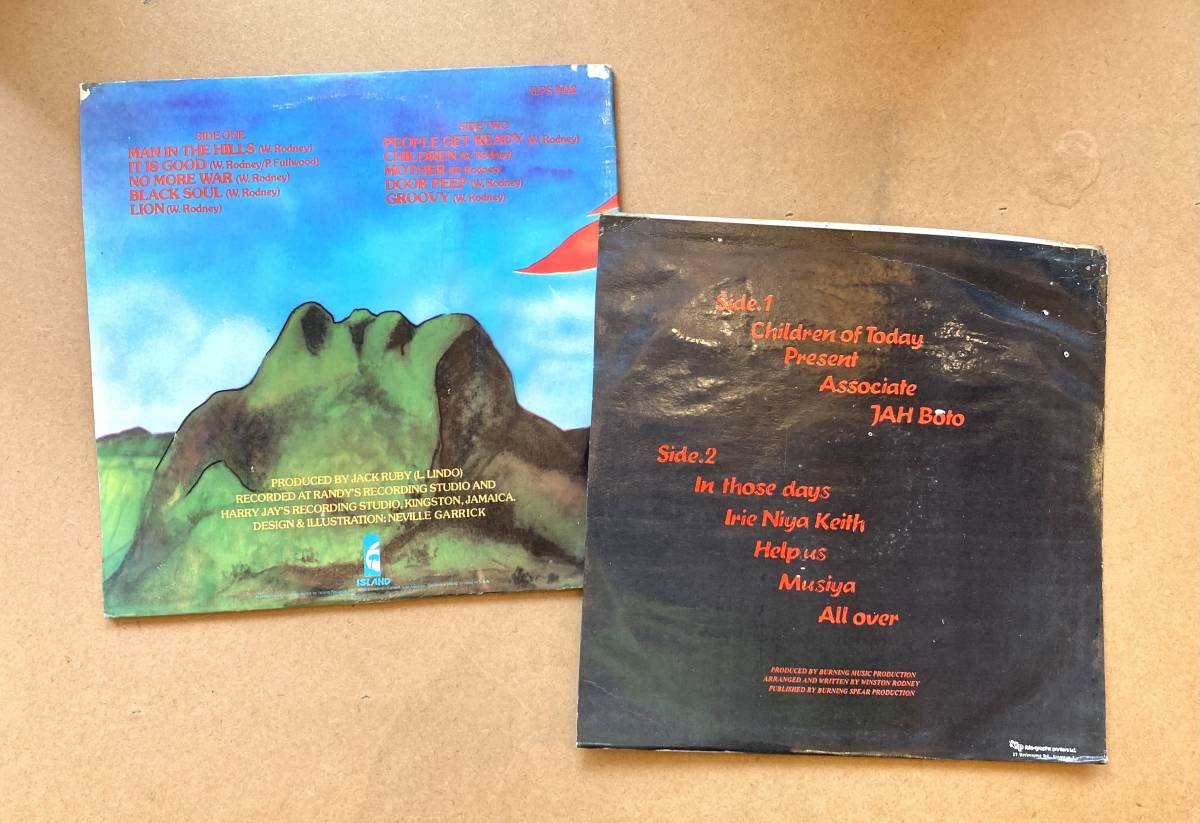 SIDE ONE
MAN IN THE HILLS (W. Rodney)
IT IS GOOD (W. Rodney/P. Fullwood)
NO MORE WAR (W. Rodney)
BLACK SOUL (W. Rodney)
LION (W. Rodney)
SIDE TWO
PEOPLE GET READY (W. Rodney)
CHILDREN (W. Rodney)
MOTHER (W. Rodney)
DOOR PEEP (W. Rodney)
GROOVY (W. Rodney)
PRODUCED BY JACK RUBY (L. LINDO)
RECORDED AT RANDY'S RECORDING STUDIO AND
HARRY JAY'S RECORDING STUDIO, KINGSTON, JAMAICA.
DESIGN & ILLUSTRATION: NEVILLE GARRICK
ISLAND
Side.1
Children of Today
Present
Associate
JAH Boto
Side.2
In those days
Irie Niya Keith
Help us
Musiya
All over
PRODUCED BY BURNING MUSIC PRODUCTION
ARRANGED AND WRITTEN BY WINSTON RODNEY
PUBLISHED BY BURNING SPEAR PRODUCTION